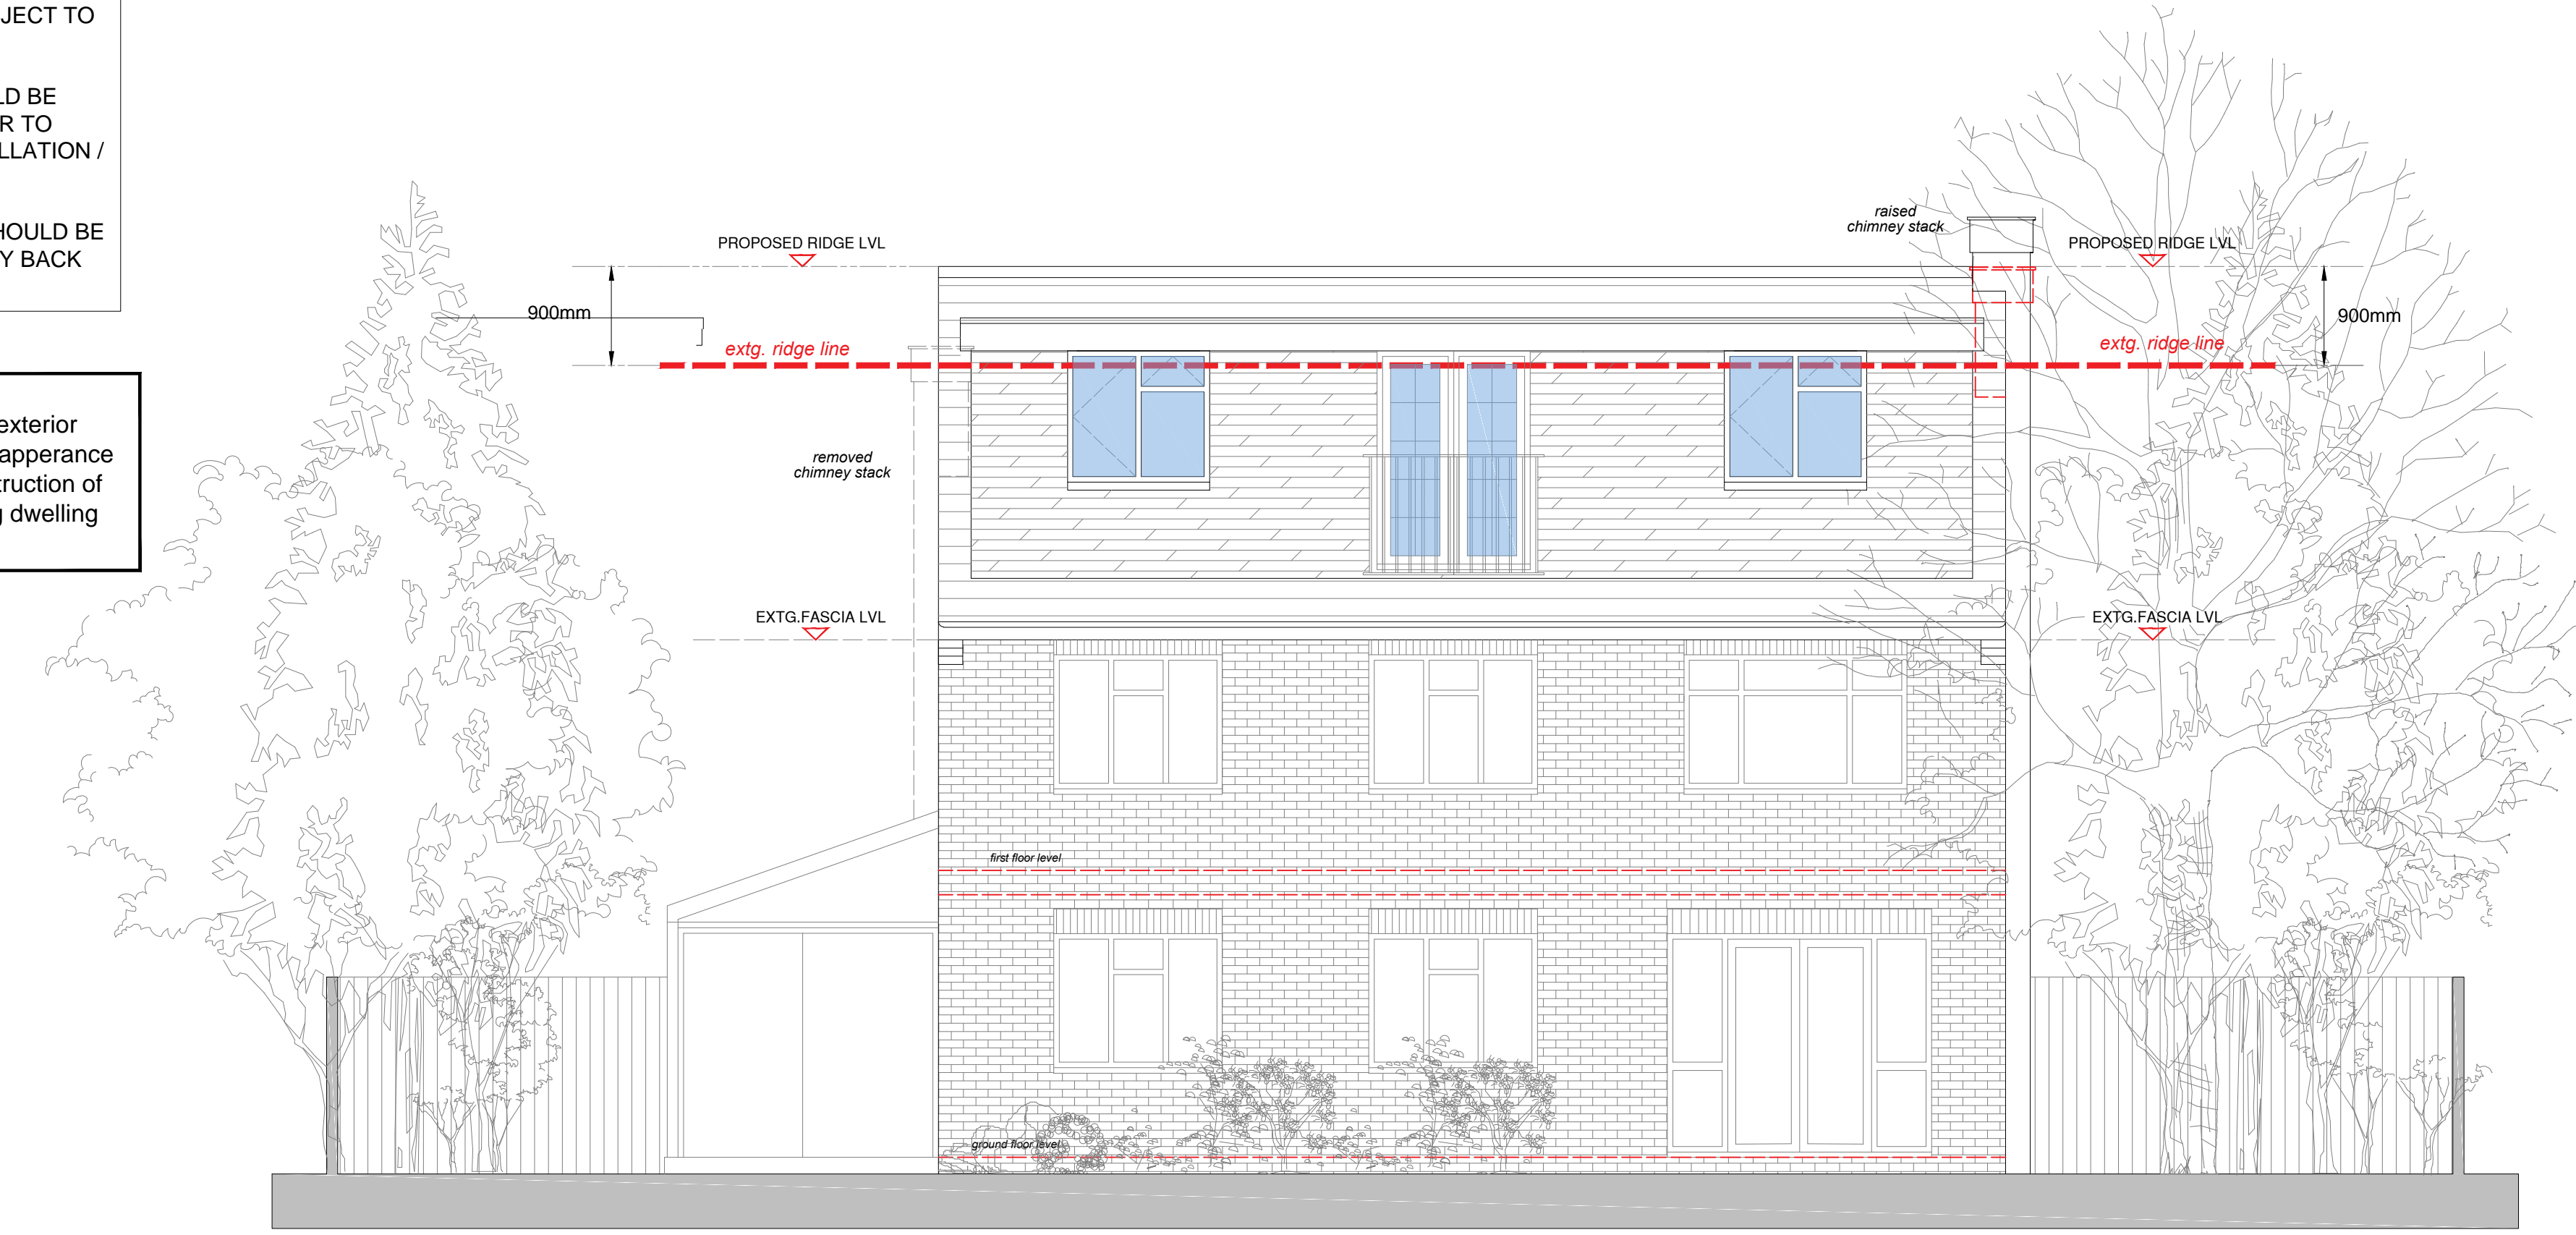 JECT TO
LD BE
R TO
LLATION /
HOULD BE
Y BACK
exterior
apperance
truction of
g dwelling
raised
chimney stack
PROPOSED RIDGE LVL
PROPOSED RIDGE LVL
900mm
900mm
extg. ridge line
extg. ridge line
removed
chimney stack
EXTG.FASCIA LVL
EXTG.FASCIA LVL
first floor level
ground floor level